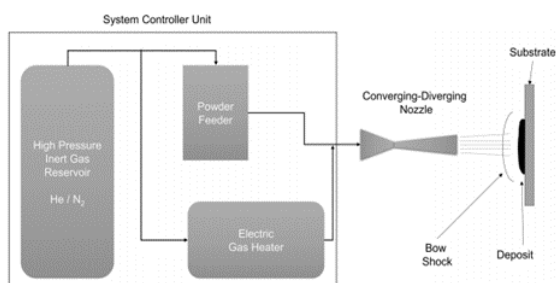 System Controller Unit
Substrate
Powder
Feeder
Converging-Diverging
Nozzle
High Pressure
Inert Gas
Reservoir
He / N₂
Electric
Gas Heater
Bow
Shock
Deposit